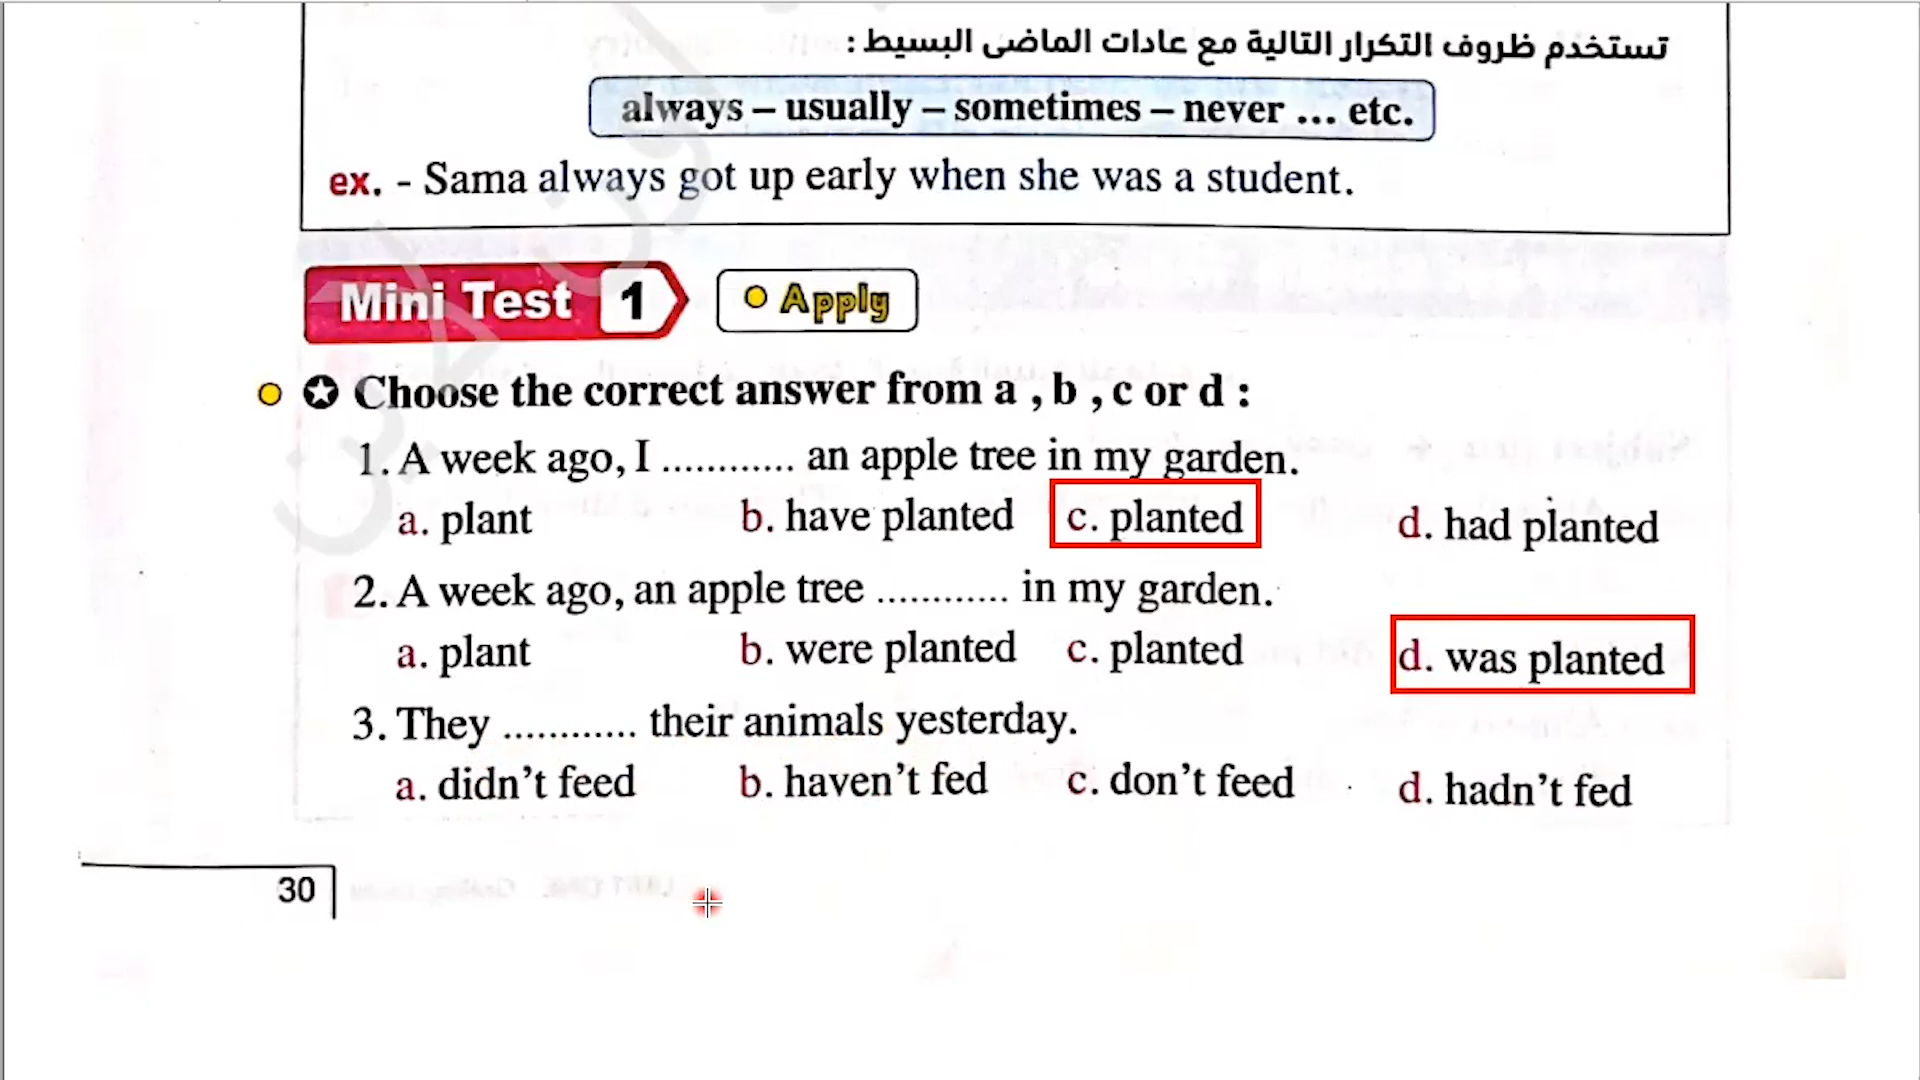 تستخدم ظروف التكرار التالية مع عادات الماضى البسيط :
always – usually – sometimes – never ... etc.
ex. - Sama always got up early when she was a student.
Mini Test 1 Apply
Choose the correct answer from a , b , c or d :
1. A week ago, I ............ an apple tree in my garden.
a. plant b. have planted c. planted d. had planted
2. A week ago, an apple tree ............ in my garden.
a. plant b. were planted c. planted d. was planted
3. They ............ their animals yesterday.
a. didn't feed b. haven't fed c. don't feed d. hadn't fed
30